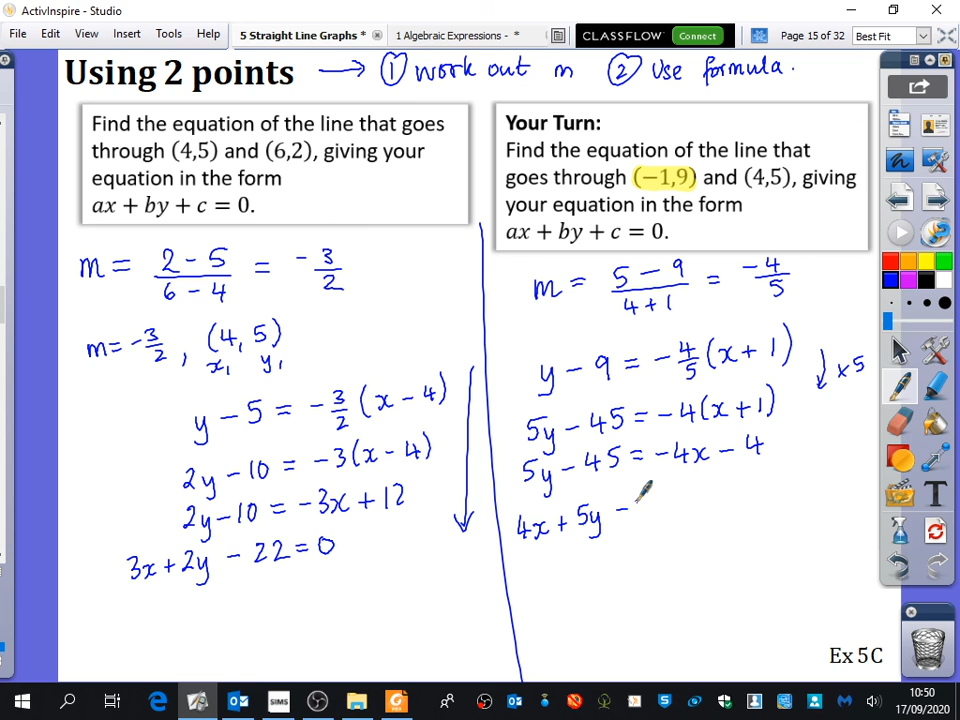 ActivInspire - Studio
File Edit View Insert Tools Help
5 Straight Line Graphs *
1 Algebraic Expressions - *
CLASSFLOW Connect
Page 15 of 32
Best Fit
Using 2 points → ① work out m ② use formula.
Find the equation of the line that goes
through (4,5) and (6,2), giving your
equation in the form
ax + by + c = 0.
m = (2 - 5)/(6 - 4) = -3/2
m = -3/2, (4, 5)
x₁ y₁
y - 5 = -3/2 (x - 4)
2y - 10 = -3(x - 4)
2y - 10 = -3x + 12
3x + 2y - 22 = 0
Your Turn:
Find the equation of the line that
goes through (−1,9) and (4,5), giving
your equation in the form
ax + by + c = 0.
m = (5 - 9)/(4 + 1) = -4/5
y - 9 = -4/5 (x + 1)
×5
5y - 45 = -4(x + 1)
5y - 45 = -4x - 4
4x + 5y -
Ex 5C
SIMS
10:50
17/09/2020